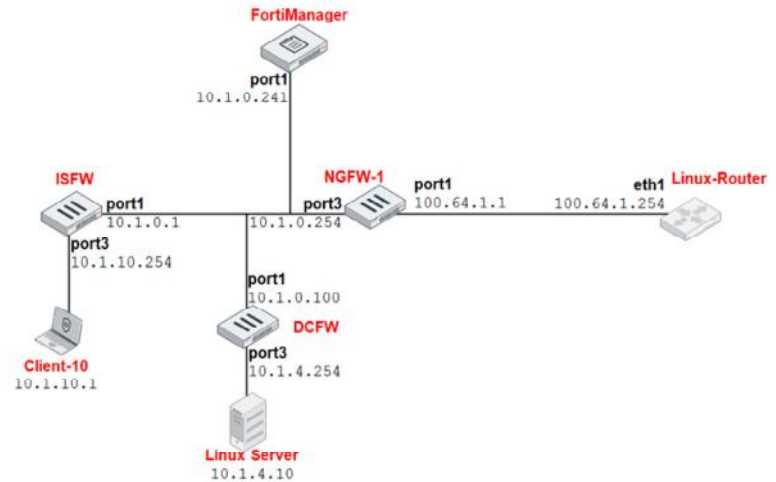 FortiManager
port1
10.1.0.241
ISFW
port1
10.1.0.1
NGFW-1
port3
10.1.0.254
port1
100.64.1.1
eth1
100.64.1.254
Linux-Router
port3
10.1.10.254
port1
10.1.0.100
DCFW
port3
10.1.4.254
Client-10
10.1.10.1
Linux Server
10.1.4.10